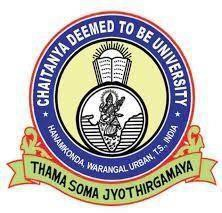 CHAITANYA DEEMED TO BE UNIVERSITY
HANAMKONDA, WARANGAL URBAN, T.S., INDIA
THAMA SOMA JYOTHIRGAMAYA